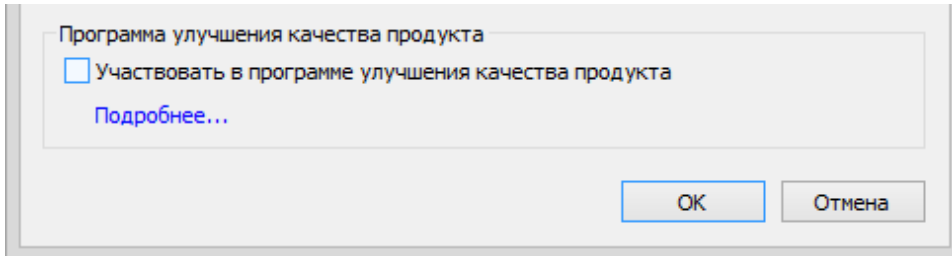 Программа улучшения качества продукта
Участвовать в программе улучшения качества продукта
Подробнее...
OK
Отмена